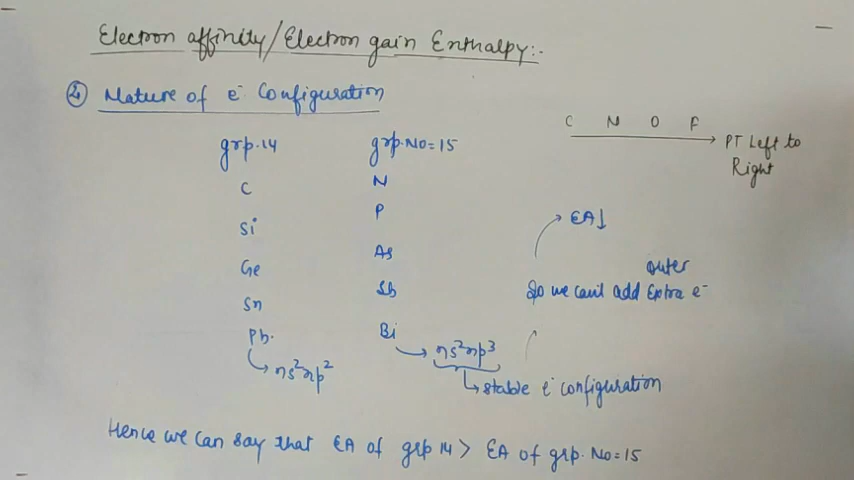 Electron affinity/Electron gain Enthalpy:-
④ Nature of e⁻ Configuration
C N O F
PT Left to
Right
grp.14 grp.No=15
C N
Si P
Ge As
Sn Sb
Pb. Bi
ns²np² ns²np³
EA↓
outer
So we can't add Extra e⁻
stable e⁻ configuration
Hence we can say that EA of grp 14 > EA of grp. No=15